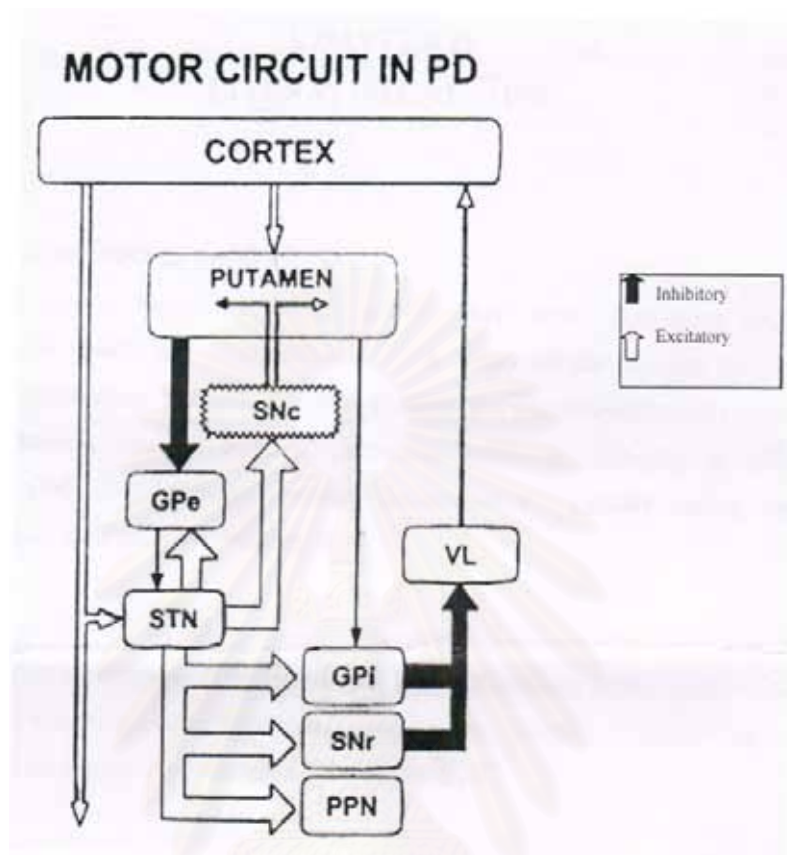 MOTOR CIRCUIT IN PD
CORTEX
PUTAMEN
Inhibitory
Excitatory
SNc
GPe
VL
STN
GPi
SNr
PPN